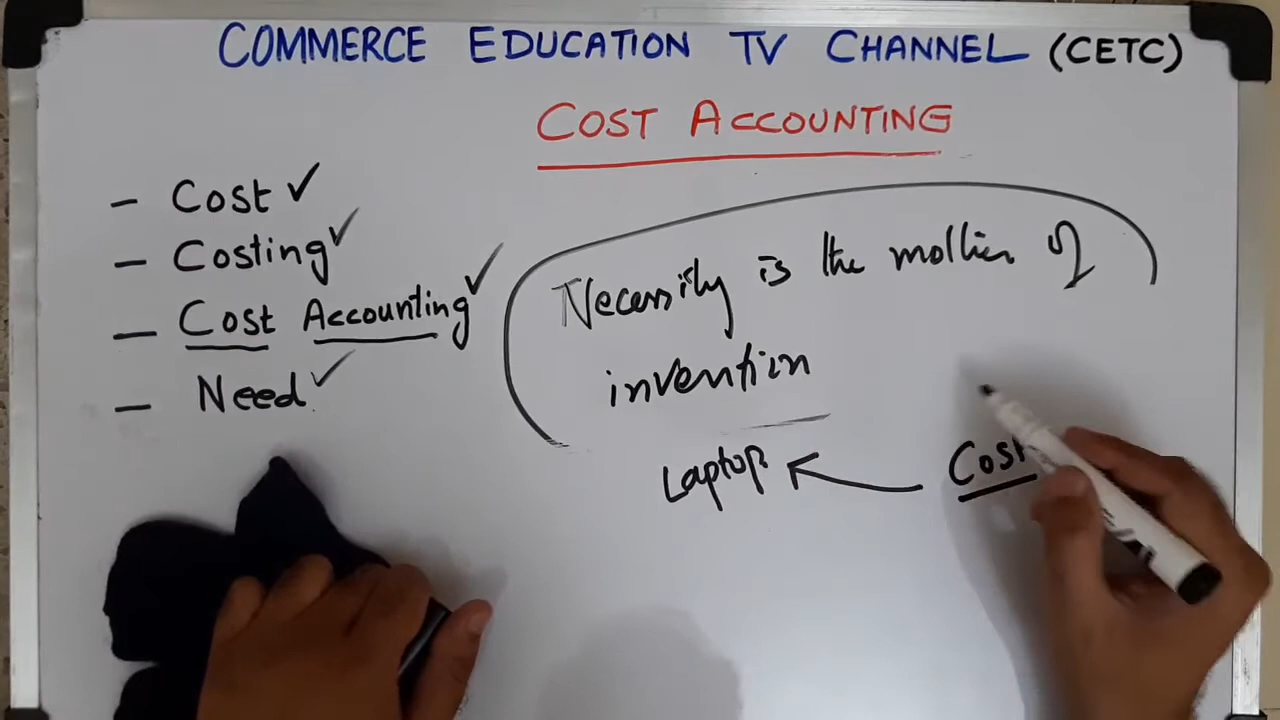 COMMERCE EDUCATION TV CHANNEL (CETC)
COST ACCOUNTING
- Cost ✓
- Costing ✓
- Cost Accounting ✓
- Need ✓
Necessity is the mother of
invention
Laptop ← Cost